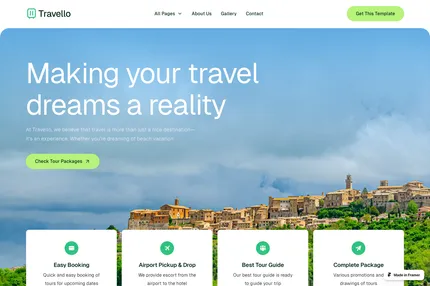 Travello
All Pages
About Us
Gallery
Contact
Get This Template
Making your travel
dreams a reality
At Travello, we believe that travel is more than just a tour destination—
it's an experience. Whether you're dreaming of beach vacation
Check Tour Packages
Easy Booking
Quick and easy booking of
tours for upcoming dates
Airport Pickup & Drop
We provide escort from the
airport to the hotel
Best Tour Guide
Our best tour guide is ready
to guide your trip
Complete Package
Various promotions and
drawings of tours
Made in Framer